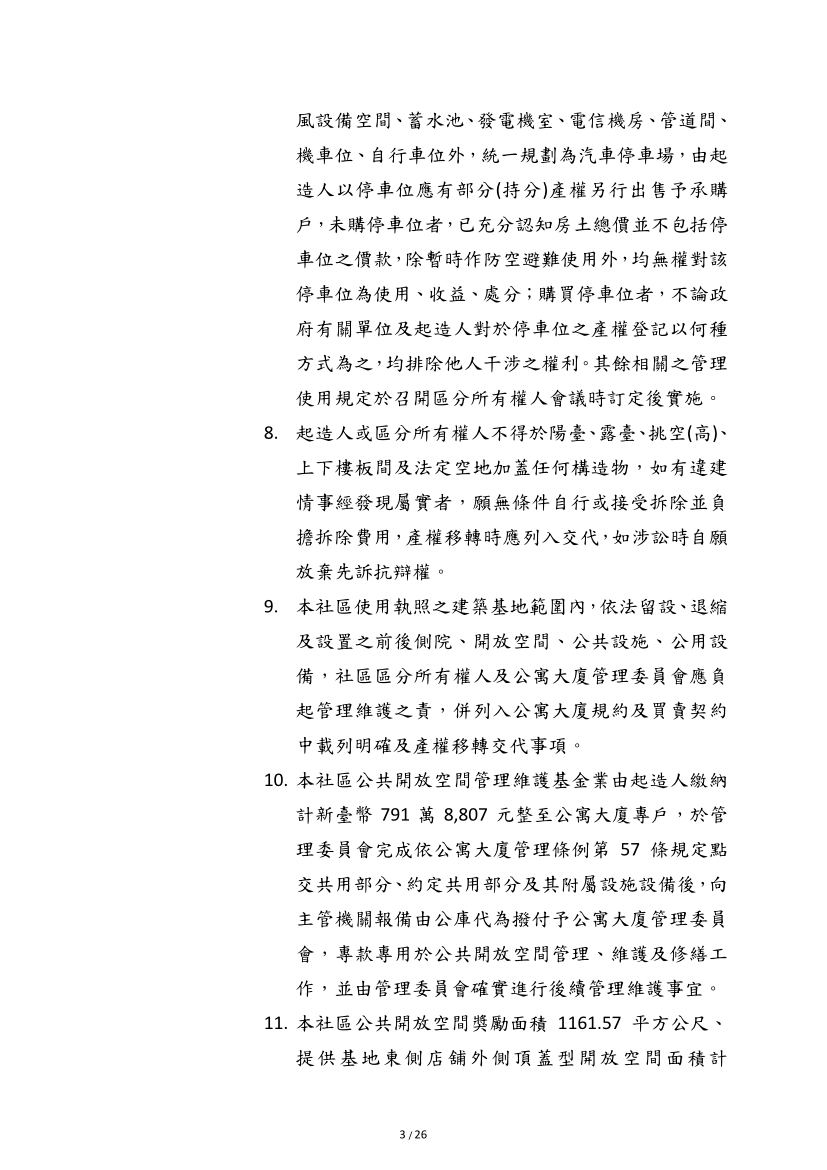 風設備空間、蓄水池、發電機室、電信機房、管道間、
機車位、自行車位外，統一規劃為汽車停車場，由起
造人以停車位應有部分(持分)產權另行出售予承購
戶，未購停車位者，已充分認知房土總價並不包括停
車位之價款，除暫時作防空避難使用外，均無權對該
停車位為使用、收益、處分；購買停車位者，不論政
府有關單位及起造人對於停車位之產權登記以何種
方式為之，均排除他人干涉之權利。其餘相關之管理
使用規定於召開區分所有權人會議時訂定後實施。
8. 起造人或區分所有權人不得於陽臺、露臺、挑空(高)、
上下樓板間及法定空地加蓋任何構造物，如有違建
情事經發現屬實者，願無條件自行或接受拆除並負
擔拆除費用，產權移轉時應列入交代，如涉訟時自願
放棄先訴抗辯權。
9. 本社區使用執照之建築基地範圍內，依法留設、退縮
及設置之前後側院、開放空間、公共設施、公用設
備，社區區分所有權人及公寓大廈管理委員會應負
起管理維護之責，併列入公寓大廈規約及買賣契約
中載列明確及產權移轉交代事項。
10. 本社區公共開放空間管理維護基金業由起造人繳納
計新臺幣 791 萬 8,807 元整至公寓大廈專戶，於管
理委員會完成依公寓大廈管理條例第 57 條規定點
交共用部分、約定共用部分及其附屬設施設備後，向
主管機關報備由公庫代為撥付予公寓大廈管理委員
會，專款專用於公共開放空間管理、維護及修繕工
作，並由管理委員會確實進行後續管理維護事宜。
11. 本社區公共開放空間獎勵面積 1161.57 平方公尺、
提供基地東側店舖外側頂蓋型開放空間面積計
3 / 26